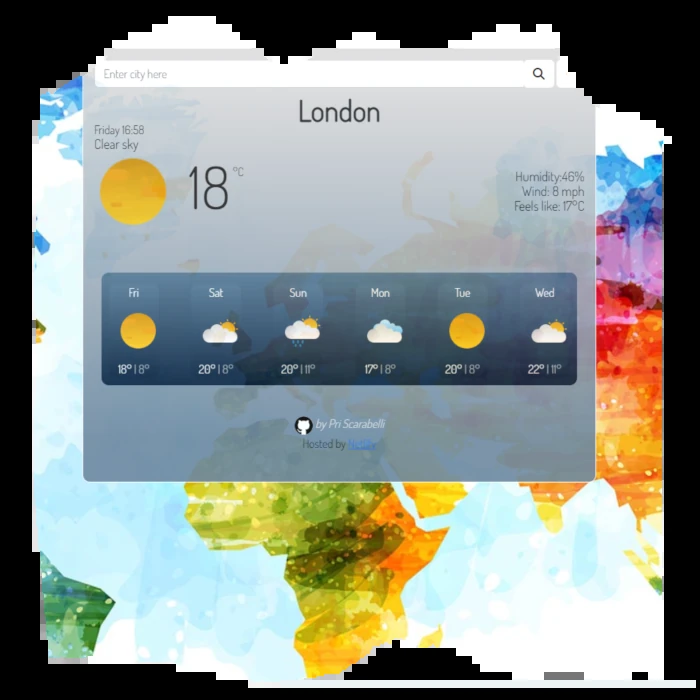 Enter city here
London
Friday 16:58
Clear sky
18 °C
Humidity:46%
Wind: 8 mph
Feels like: 17°C
Fri Sat Sun Mon Tue Wed
18° | 8° 20° | 8° 20° | 11° 17° | 8° 20° | 8° 22° | 11°
by Pri Scarabelli
Hosted by Netlify